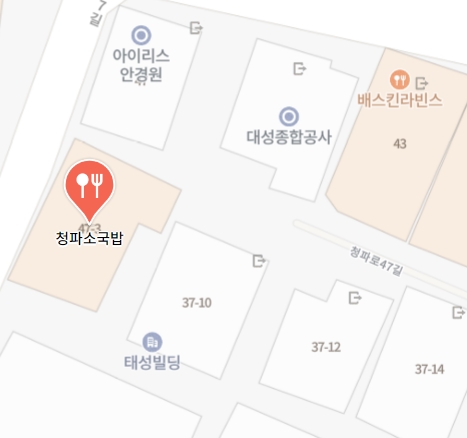 7
길
아이리스
안경원
배스킨라빈스
대성종합공사
43
47-3
청파소국밥
청파로47길
37-10
37-12
태성빌딩
37-14